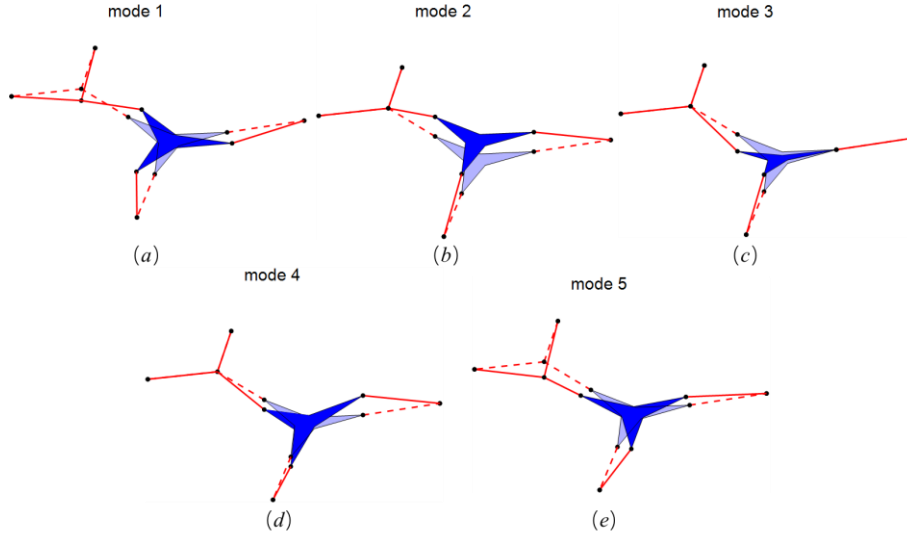 mode 1
mode 2
mode 3
(a)
(b)
(c)
mode 4
mode 5
(d)
(e)